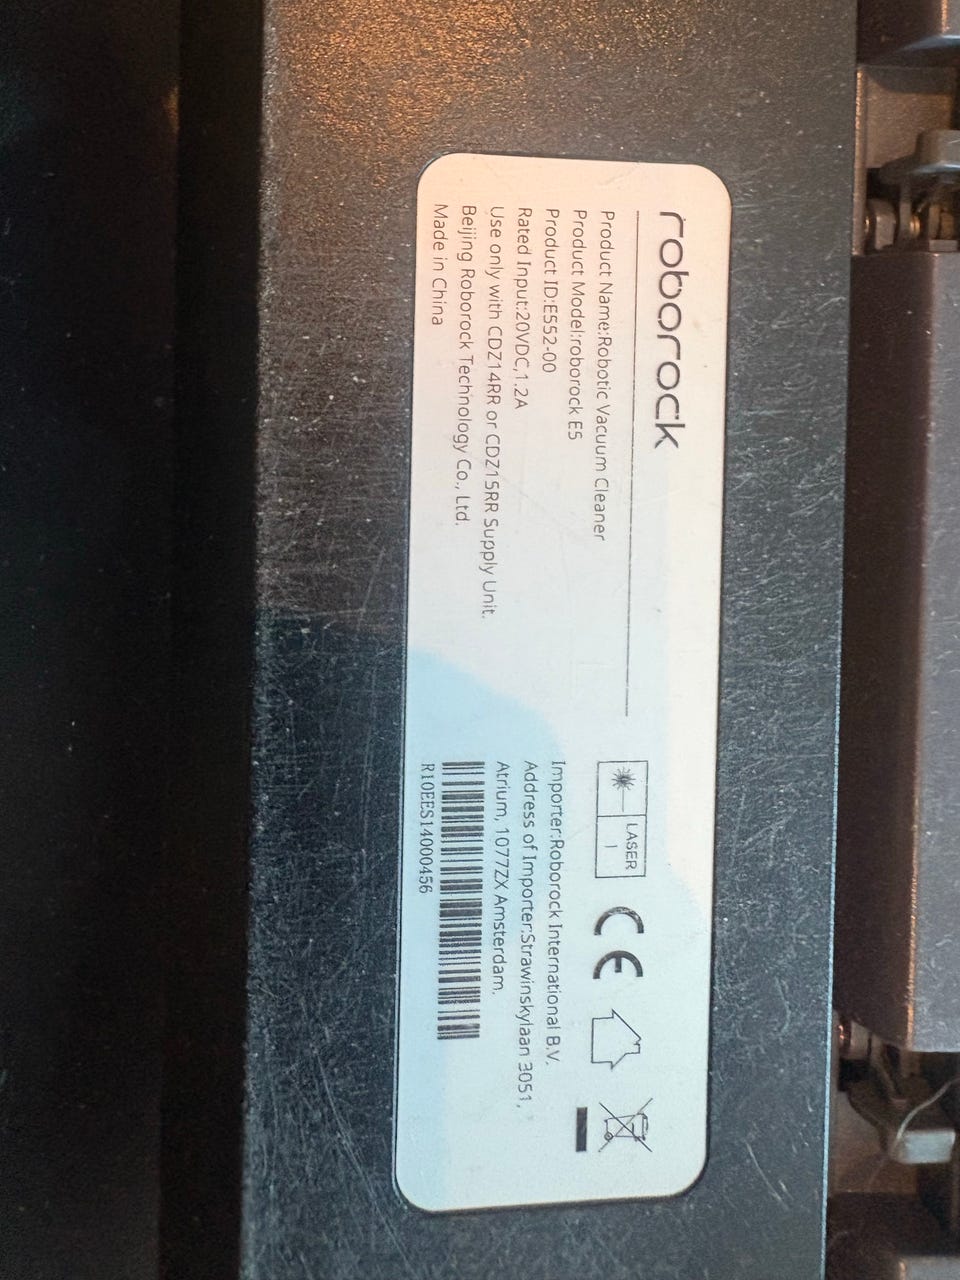 roborock
Product Name:Robotic Vacuum Cleaner
Product Model:roborock E5
Product ID:E552-00
Rated Input:20VDC,1.2A
Use only with CDZ14RR or CDZ15RR Supply Unit.
Beijing Roborock Technology Co., Ltd.
Made in China
LASER
1
CE
Importer:Roborock International B.V.
Address of Importer:Strawinskylaan 3051,
Atrium, 1077ZX Amsterdam.
R10EES14000456